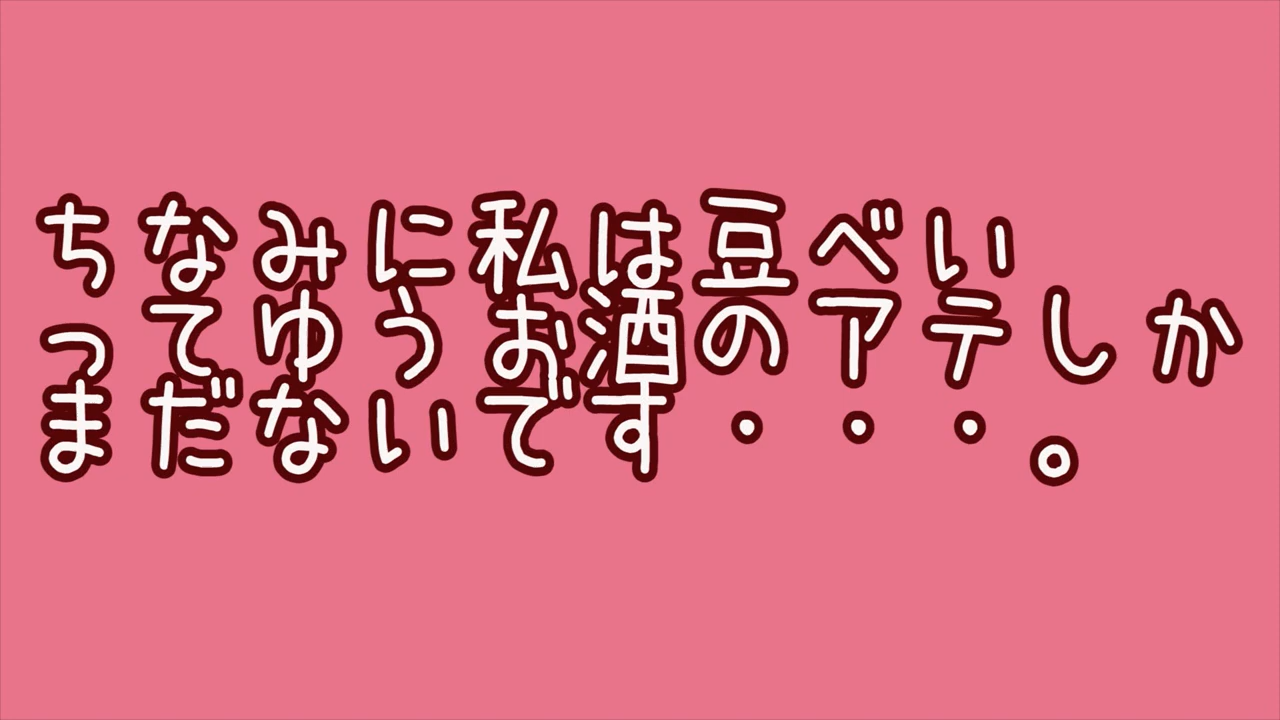 ちなみに私は豆べい
ってゆうお酒のアテしか
まだないです・・・。